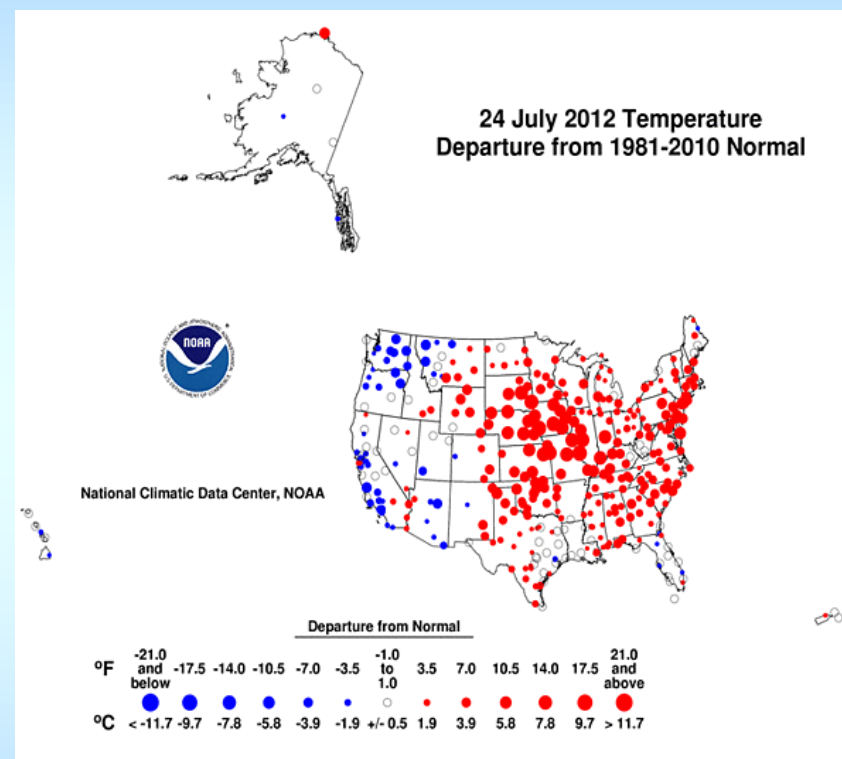 24 July 2012 Temperature
Departure from 1981-2010 Normal
NOAA
National Climatic Data Center, NOAA
Departure from Normal
ºF -21.0 and below -17.5 -14.0 -10.5 -7.0 -3.5 -1.0 to 1.0 3.5 7.0 10.5 14.0 17.5 21.0 and above
ºC < -11.7 -9.7 -7.8 -5.8 -3.9 -1.9 +/- 0.5 1.9 3.9 5.8 7.8 9.7 > 11.7